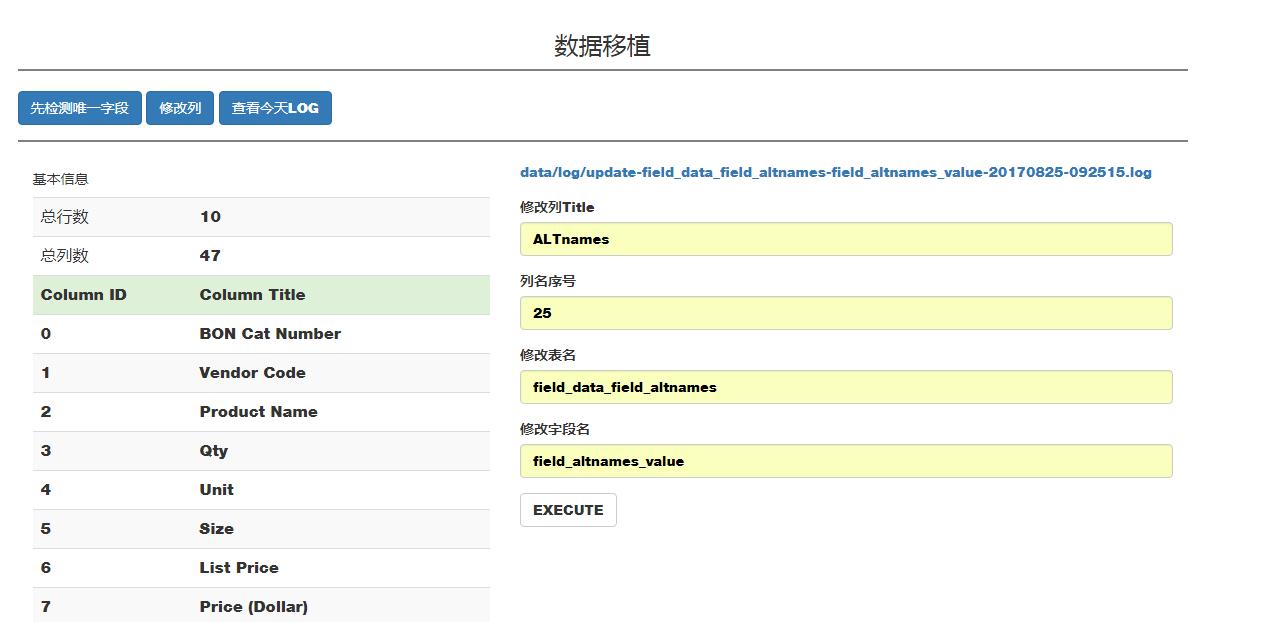 数据移植
先检测唯一字段 修改列 查看今天LOG
基本信息
总行数 10
总列数 47
Column ID Column Title
0 BON Cat Number
1 Vendor Code
2 Product Name
3 Qty
4 Unit
5 Size
6 List Price
7 Price (Dollar)
data/log/update-field_data_field_altnames-field_altnames_value-20170825-092515.log
修改列Title
ALTnames
列名序号
25
修改表名
field_data_field_altnames
修改字段名
field_altnames_value
EXECUTE